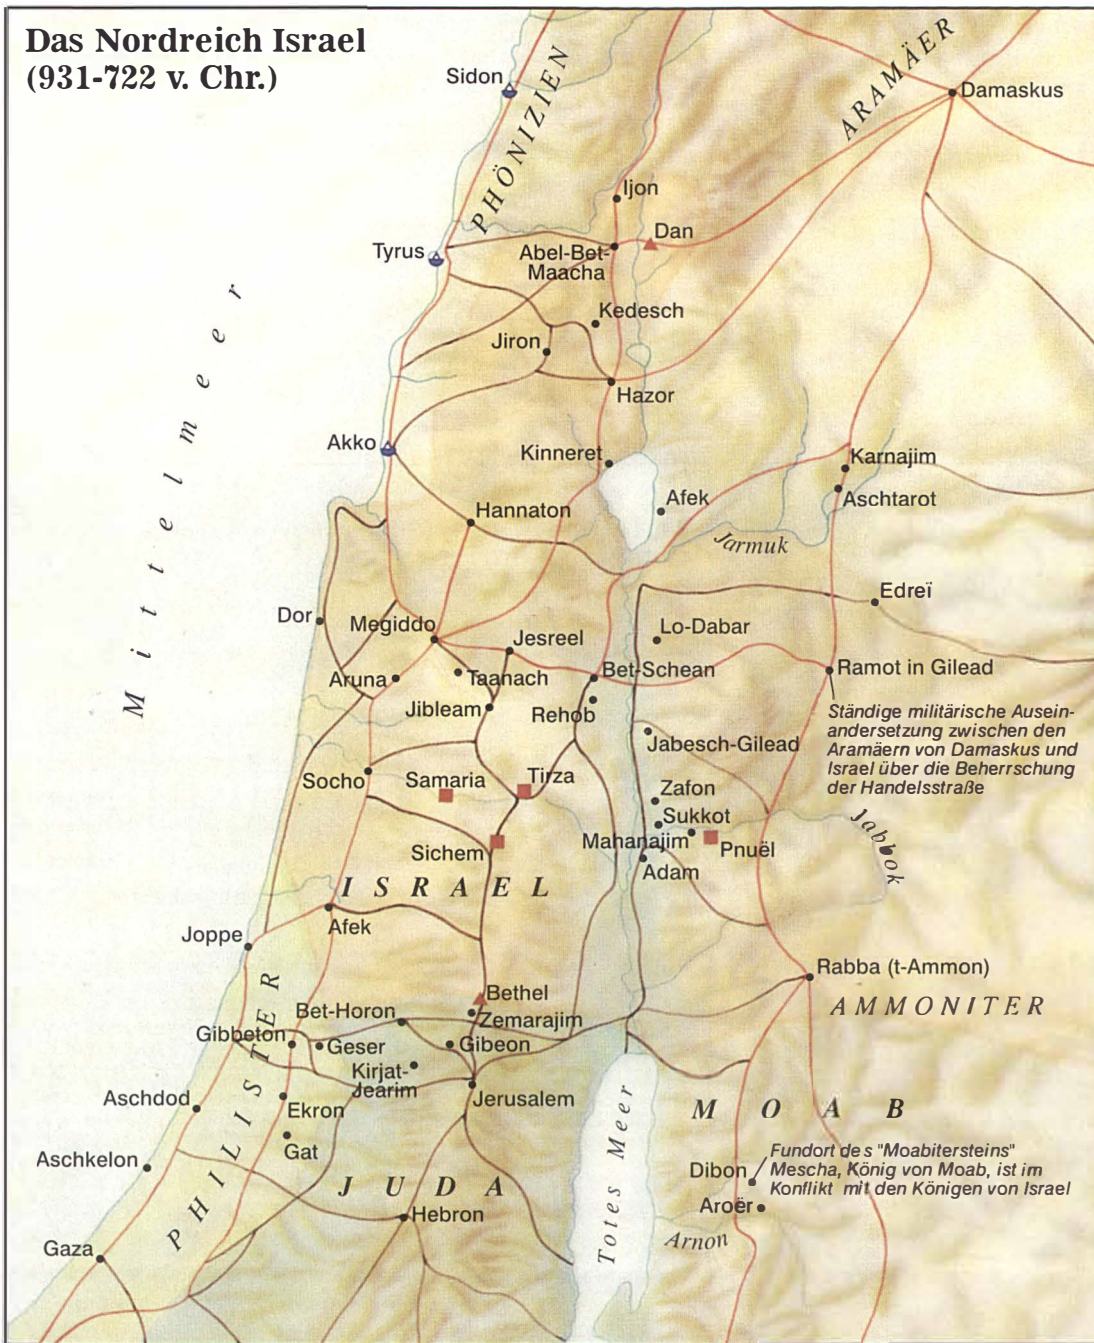 Das Nordreich Israel
(931-722 v. Chr.)
Sidon
PHÖNIZIEN
ARAMÄER
Damaskus
Ijon
Dan
Tyrus
Abel-Bet-
Maacha
Kedesch
Jiron
Hazor
Mittelmeer
Akko
Kinneret
Karnajim
Afek
Aschtarot
Hannaton
Jarmuk
Edreï
Dor
Megiddo
Jesreel
Lo-Dabar
Aruna
Taanach
Bet-Schean
Ramot in Gilead
Jibleam
Rehob
Ständige militärische Ausein-
andersetzung zwischen den
Aramäern von Damaskus und
Israel über die Beherrschung
der Handelsstraße
Jabesch-Gilead
Socho
Samaria
Tirza
Zafon
Sukkot
Jabbok
Sichem
Mahanajim
Pnuël
Adam
ISRAEL
Afek
Joppe
Rabba (t-Ammon)
AMMONITER
Bethel
Bet-Horon
Zemarajim
Gibbeton
Geser
Gibeon
Kirjat-
Jearim
PHILISTER
Jerusalem
Aschdod
Ekron
MOAB
Gat
Aschkelon
Totes Meer
Dibon
Fundort des "Moabitersteins"
Mescha, König von Moab, ist im
Konflikt mit den Königen von Israel
JUDA
Aroër
Hebron
Arnon
Gaza